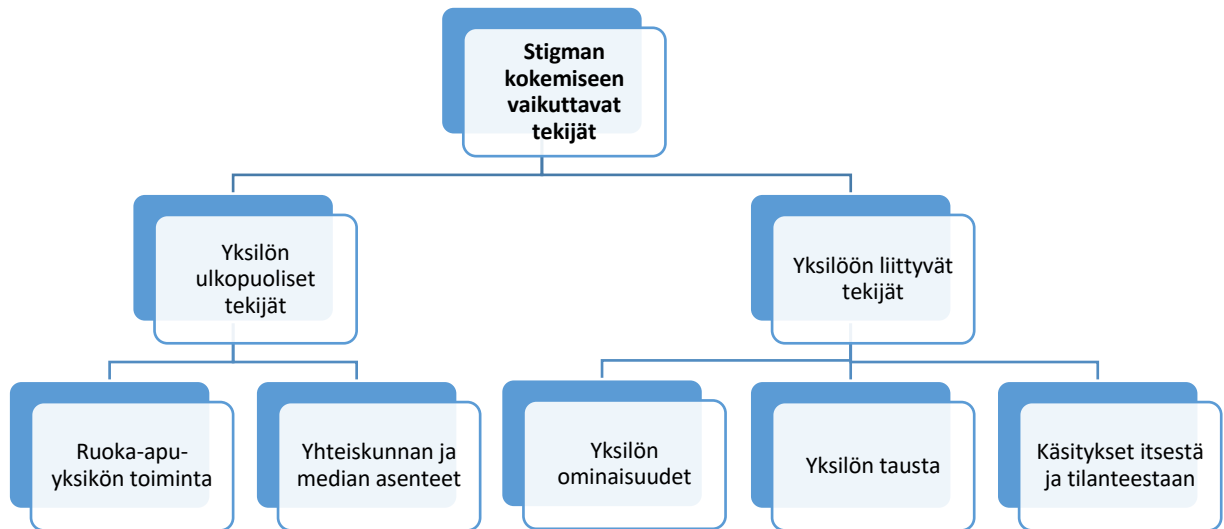 Stigman
kokemiseen
vaikuttavat
tekijät
Yksilön
ulkopuoliset
tekijät
Yksilöön liittyvät
tekijät
Ruoka-apu-
yksikön toiminta
Yhteiskunnan ja
median asenteet
Yksilön
ominaisuudet
Yksilön tausta
Käsitykset itsestä
ja tilanteestaan